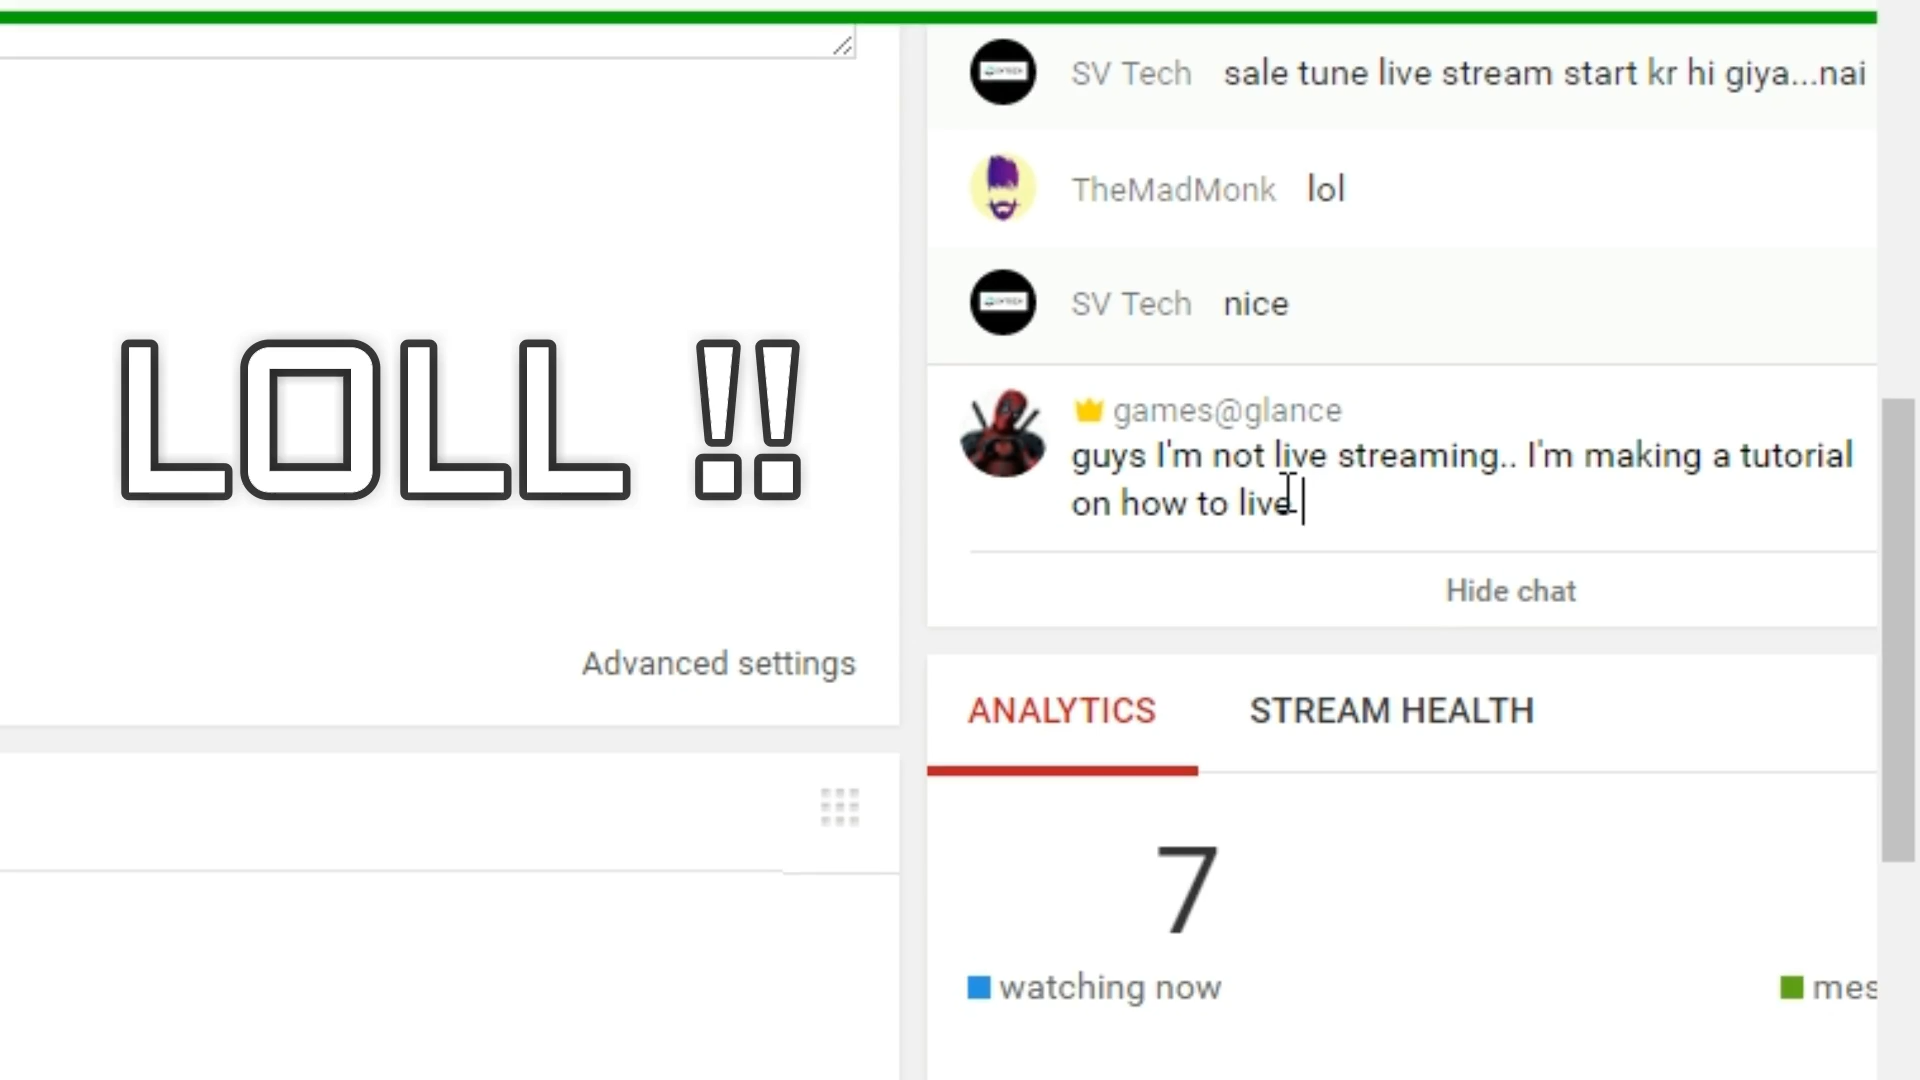 SV Tech sale tune live stream start kr hi giya...nai
TheMadMonk lol
SV Tech nice
LOLL !!
games@glance
guys I'm not live streaming.. I'm making a tutorial
on how to live.
Hide chat
Advanced settings
ANALYTICS STREAM HEALTH
7
watching now
mes